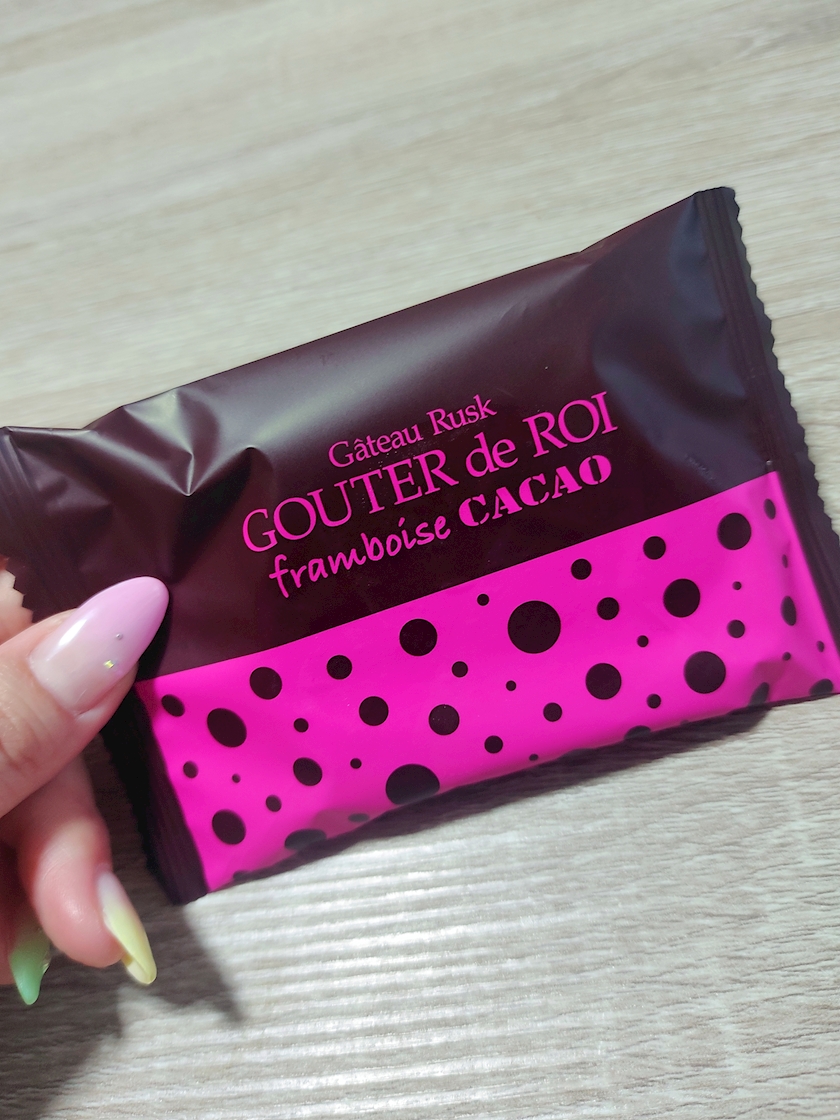 Gâteau Rusk
GOUTER de ROI
framboise CACAO